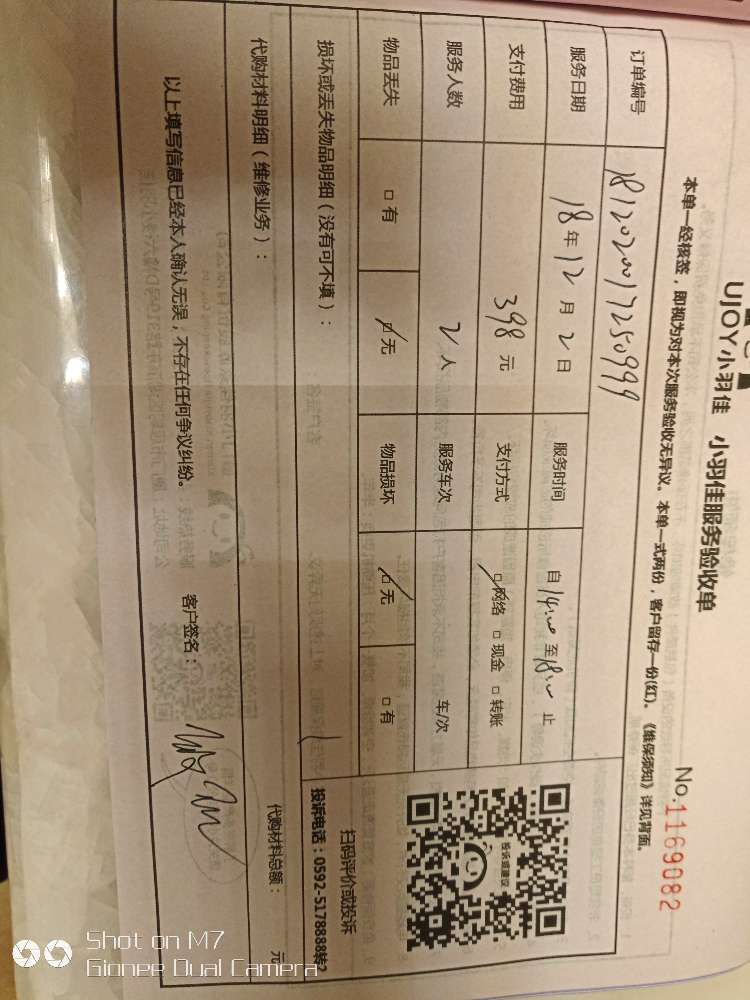 UJOY小羽佳 小羽佳服务验收单
No:1169082
本单一经核签，即视为对本次服务验收无异议。本单一式两份，客户留存一份(红)。《维保须知》详见背面。
订单编号 1812020017250999
服务日期 18年12月2日 服务时间 自14:00至18:00止
支付费用 398元 支付方式 □网络 □现金 □转账
服务人数 2人 服务车次 车/次
物品丢失 □有 □无 物品损坏 □无 □有
损坏或丢失物品明细（没有可不填）：
投诉或建议
扫码评价或投诉
投诉电话：0592-5178888转2
代购材料明细（维修业务）： 代购材料总额： 元
以上填写信息已经本人确认无误，不存在任何争议纠纷。 客户签名：
Shot on M7
Gionee Dual Camera